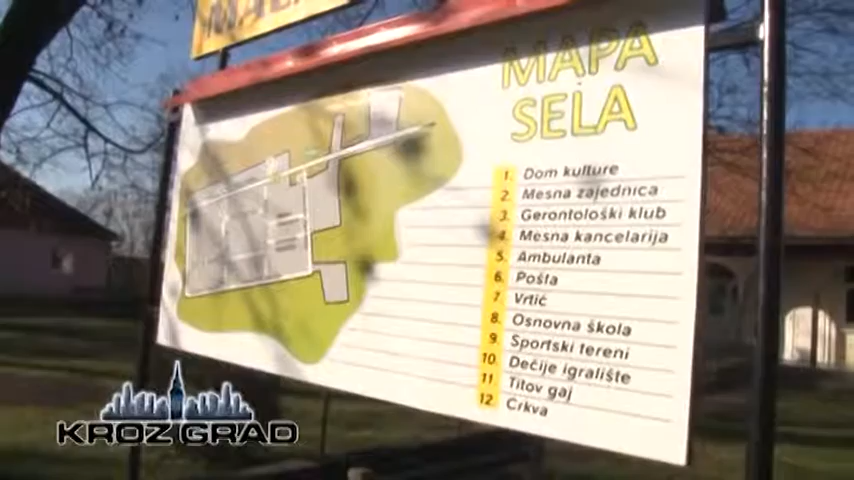 MAPA
SELA
1. Dom kulture
2. Mesna zajednica
3. Gerontološki klub
4. Mesna kancelarija
5. Ambulanta
6. Pošta
7. Vrtić
8. Osnovna škola
9. Sportski tereni
10. Dečije igralište
11 Titov gaj
12 Crkva
KROZ GRAD